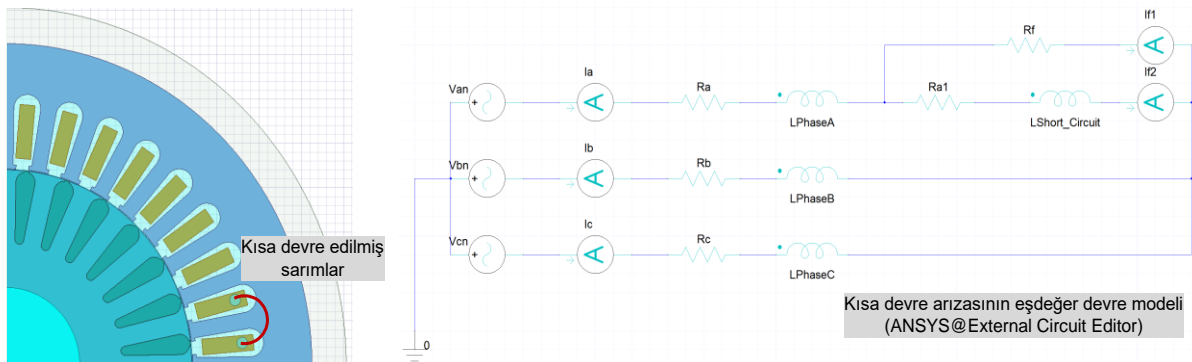 Kısa devre edilmiş
sarımlar
If1
Rf
Van
Ia
Ra
Ra1
If2
LPhaseA
LShort_Circuit
Vbn
Ib
Rb
LPhaseB
Vcn
Ic
Rc
LPhaseC
Kısa devre arızasının eşdeğer devre modeli
(ANSYS@External Circuit Editor)
0